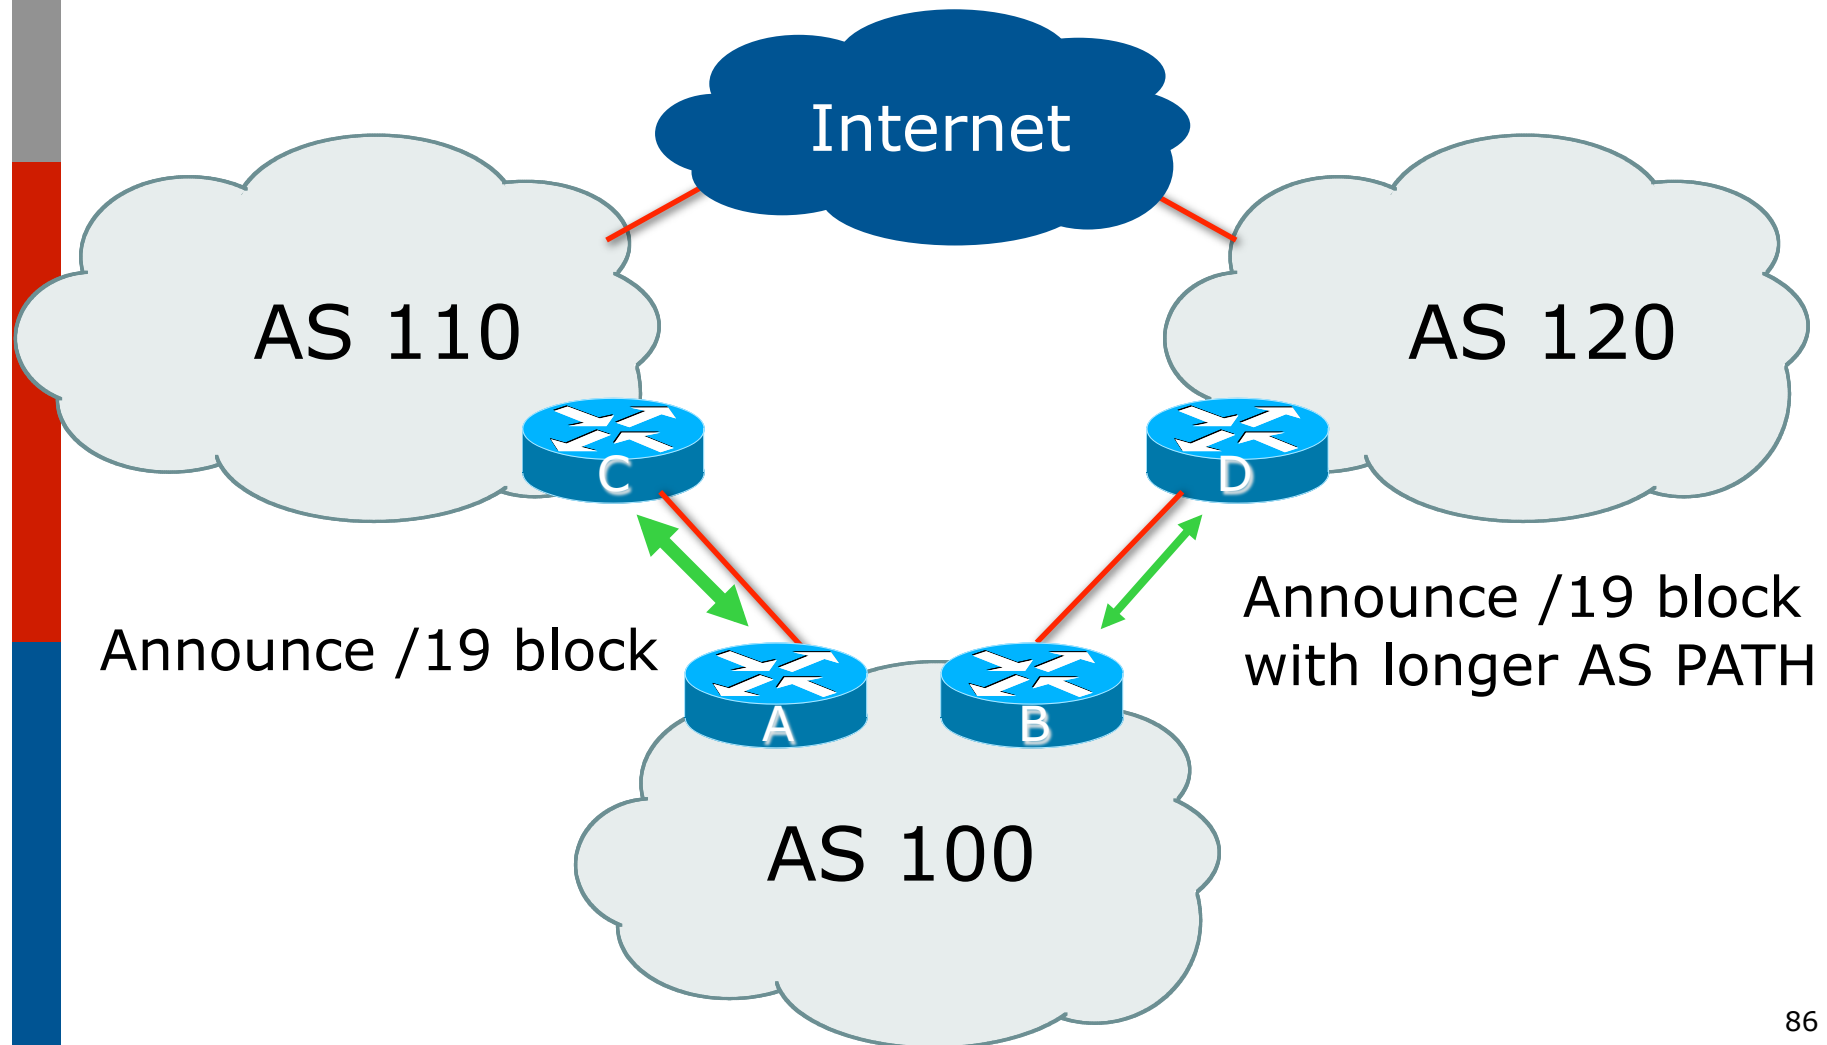 Internet
AS 110
AS 120
C
D
Announce /19 block
Announce /19 block
with longer AS PATH
A
B
AS 100
86